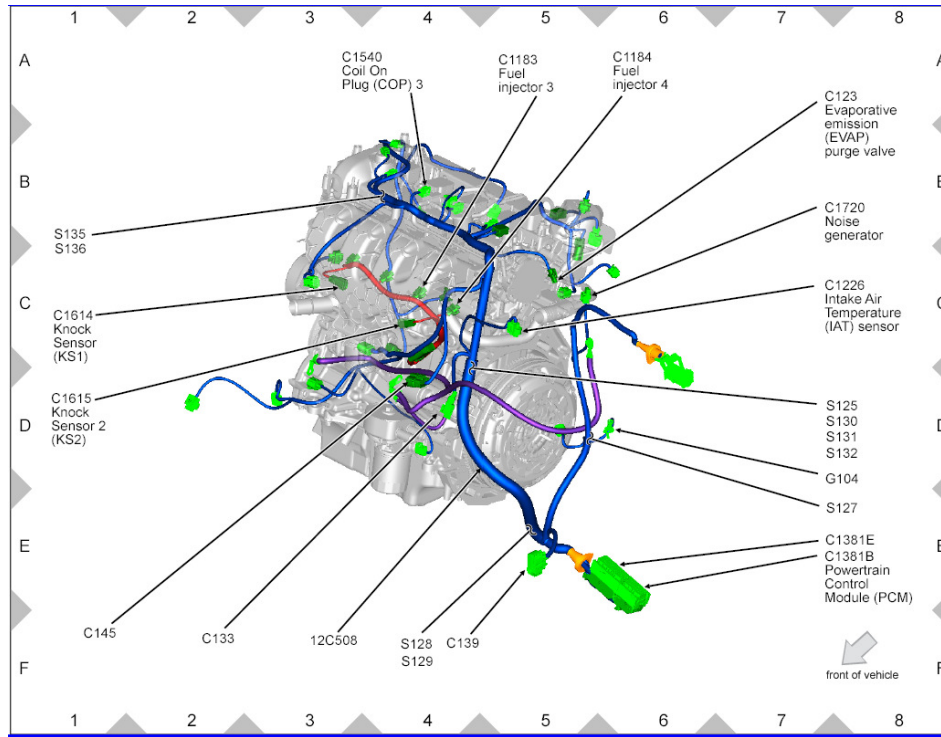 1 2 3 4 5 6 7 8
A A
C1540
Coil On
Plug (COP) 3
C1183
Fuel
injector 3
C1184
Fuel
injector 4
C123
Evaporative
emission
(EVAP)
purge valve
B B
S135
S136
C1720
Noise
generator
C C
C1614
Knock
Sensor
(KS1)
C1226
Intake Air
Temperature
(IAT) sensor
D D
C1615
Knock
Sensor 2
(KS2)
S125
S130
S131
S132
G104
S127
E E
C1381E
C1381B
Powertrain
Control
Module (PCM)
C145
C133
12C508
S128
S129
C139
F F
front of vehicle
1 2 3 4 5 6 7 8